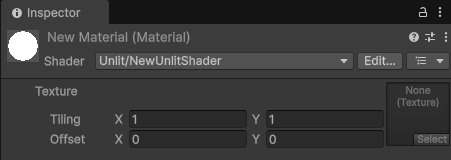 Inspector
New Material (Material)
Shader Unlit/NewUnlitShader Edit...
Texture None
(Texture)
Tiling X 1 Y 1
Offset X 0 Y 0
Select